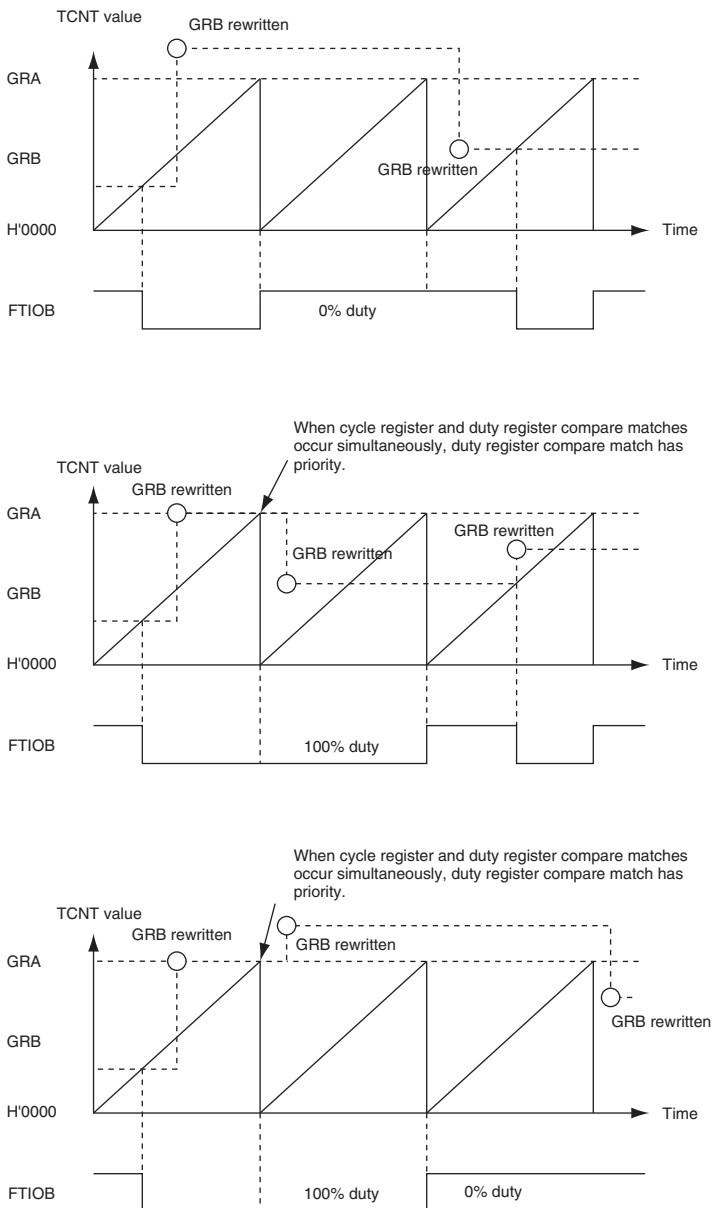 TCNT value
GRB rewritten
GRA
GRB
GRB rewritten
H'0000
Time
FTIOB
0% duty
When cycle register and duty register compare matches
occur simultaneously, duty register compare match has
priority.
TCNT value
GRB rewritten
GRA
GRB rewritten
GRB rewritten
GRB
H'0000
Time
FTIOB
100% duty
When cycle register and duty register compare matches
occur simultaneously, duty register compare match has
priority.
TCNT value
GRB rewritten
GRB rewritten
GRA
GRB rewritten
GRB
H'0000
Time
FTIOB
100% duty
0% duty